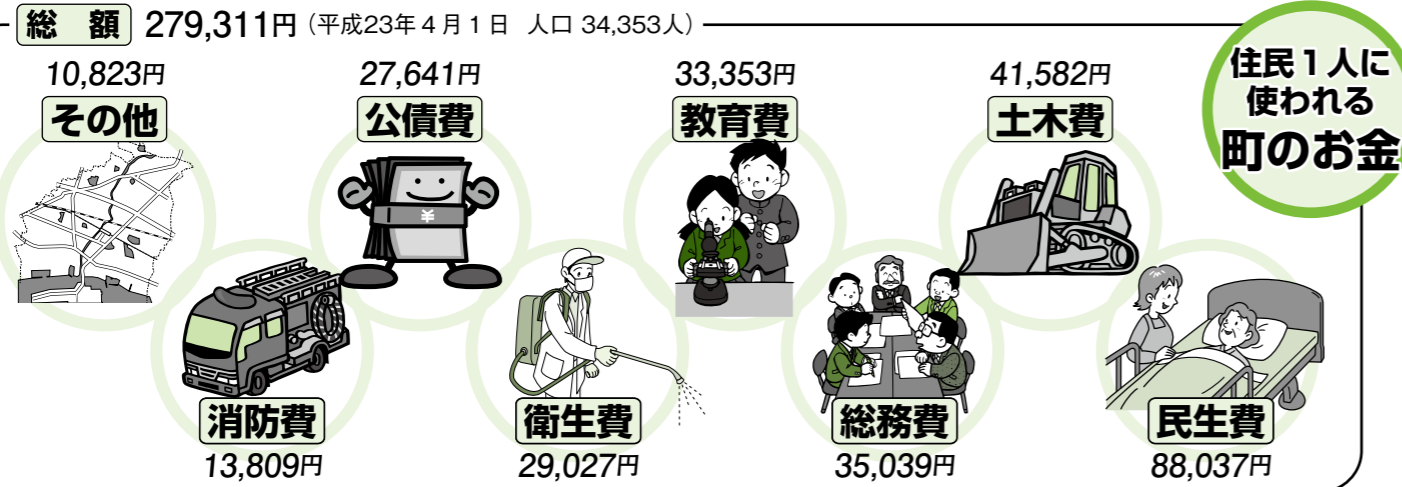 総 額 279,311円 (平成23年4月1日 人口 34,353人)
住民1人に
使われる
町のお金
10,823円
その他
27,641円
公債費
¥
33,353円
教育費
41,582円
土木費
消防費
13,809円
衛生費
29,027円
総務費
35,039円
民生費
88,037円